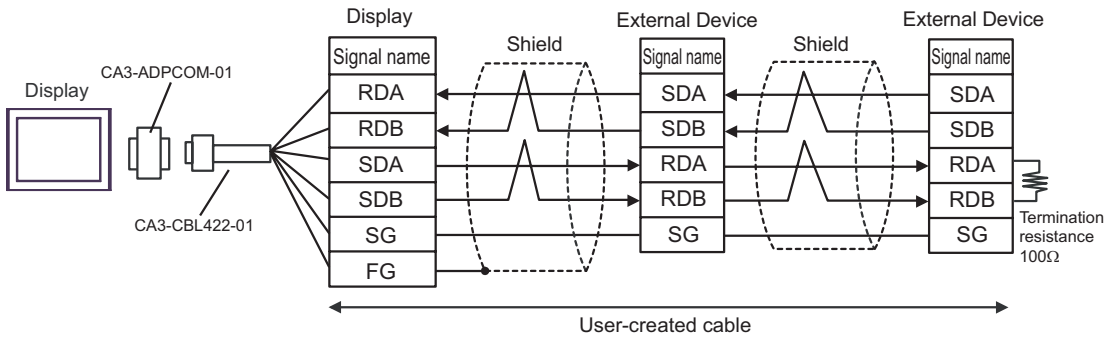 Display
CA3-ADPCOM-01
CA3-CBL422-01
Display
Signal name
RDA
RDB
SDA
SDB
SG
FG
Shield
External Device
Signal name
SDA
SDB
RDA
RDB
SG
Shield
External Device
Signal name
SDA
SDB
RDA
RDB
SG
Termination
resistance
100Ω
User-created cable